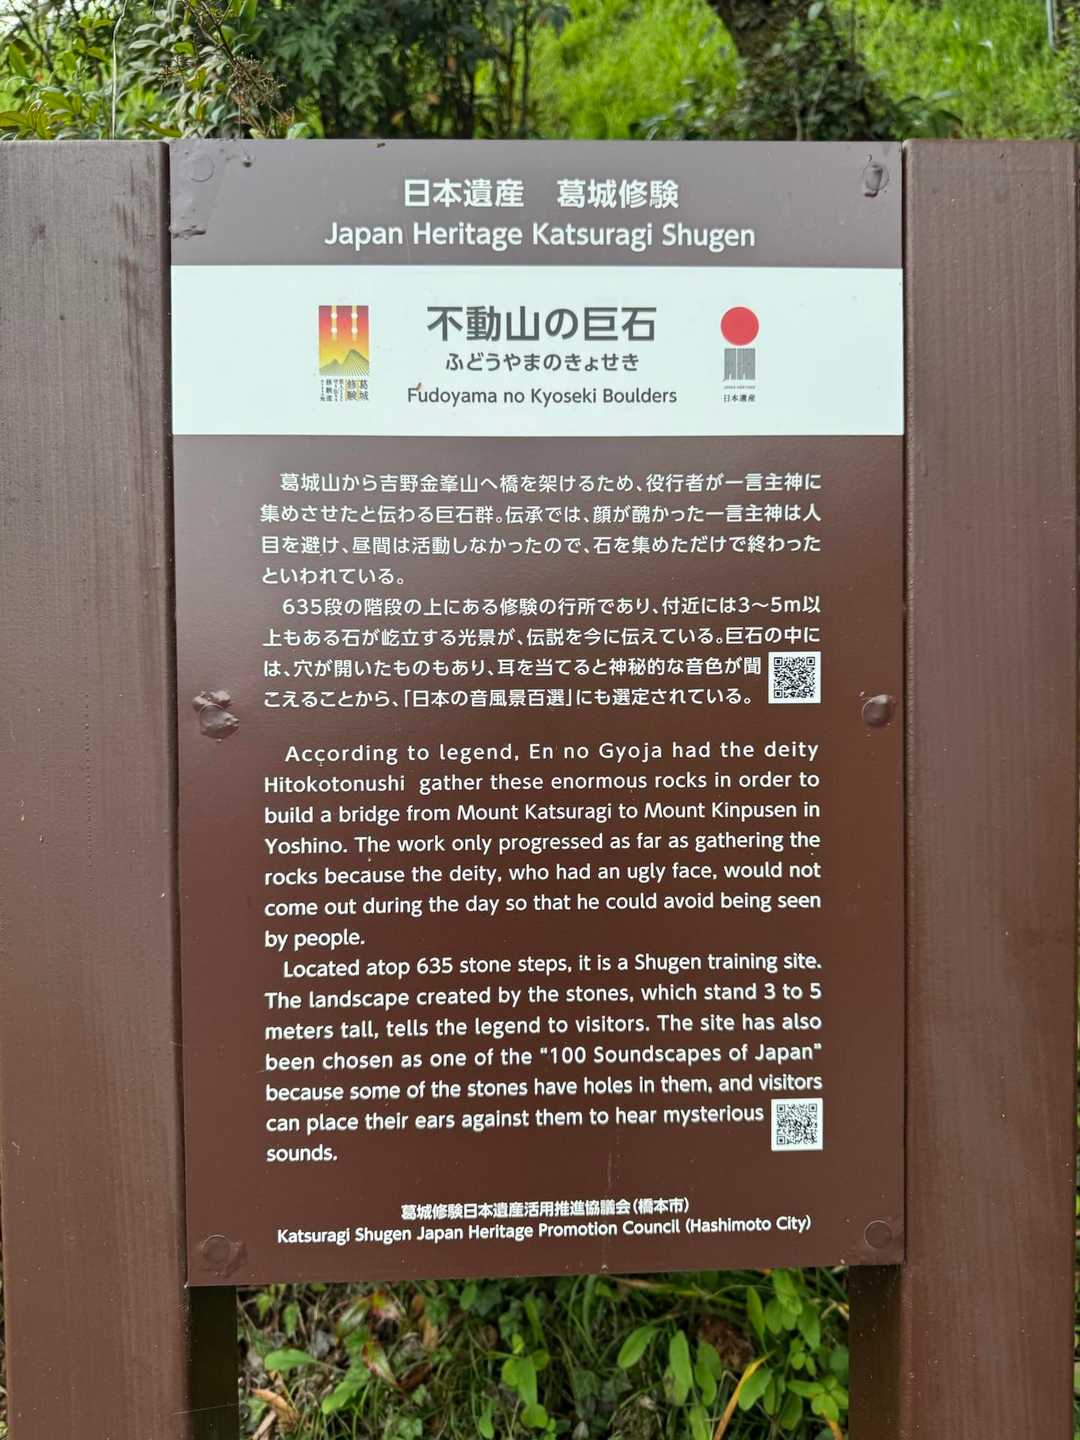 日本遺産　葛城修験
Japan Heritage Katsuragi Shugen
不動山の巨石
ふどうやまのきょせき
Fudoyama no Kyoseki Boulders
葛城
修験
JAPAN HERITAGE
日本遺産
葛城山から吉野金峯山へ橋を架けるため、役行者が一言主神に
集めさせたと伝わる巨石群。伝承では、顔が醜かった一言主神は人
目を避け、昼間は活動しなかったので、石を集めただけで終わった
といわれている。
635段の階段の上にある修験の行所であり、付近には3〜5m以
上もある石が屹立する光景が、伝説を今に伝えている。巨石の中に
は、穴が開いたものもあり、耳を当てると神秘的な音色が聞
こえることから、「日本の音風景百選」にも選定されている。
According to legend, En no Gyoja had the deity
Hitokotonushi gather these enormous rocks in order to
build a bridge from Mount Katsuragi to Mount Kinpusen in
Yoshino. The work only progressed as far as gathering the
rocks because the deity, who had an ugly face, would not
come out during the day so that he could avoid being seen
by people.
Located atop 635 stone steps, it is a Shugen training site.
The landscape created by the stones, which stand 3 to 5
meters tall, tells the legend to visitors. The site has also
been chosen as one of the “100 Soundscapes of Japan”
because some of the stones have holes in them, and visitors
can place their ears against them to hear mysterious
sounds.
葛城修験日本遺産活用推進協議会（橋本市）
Katsuragi Shugen Japan Heritage Promotion Council (Hashimoto City)